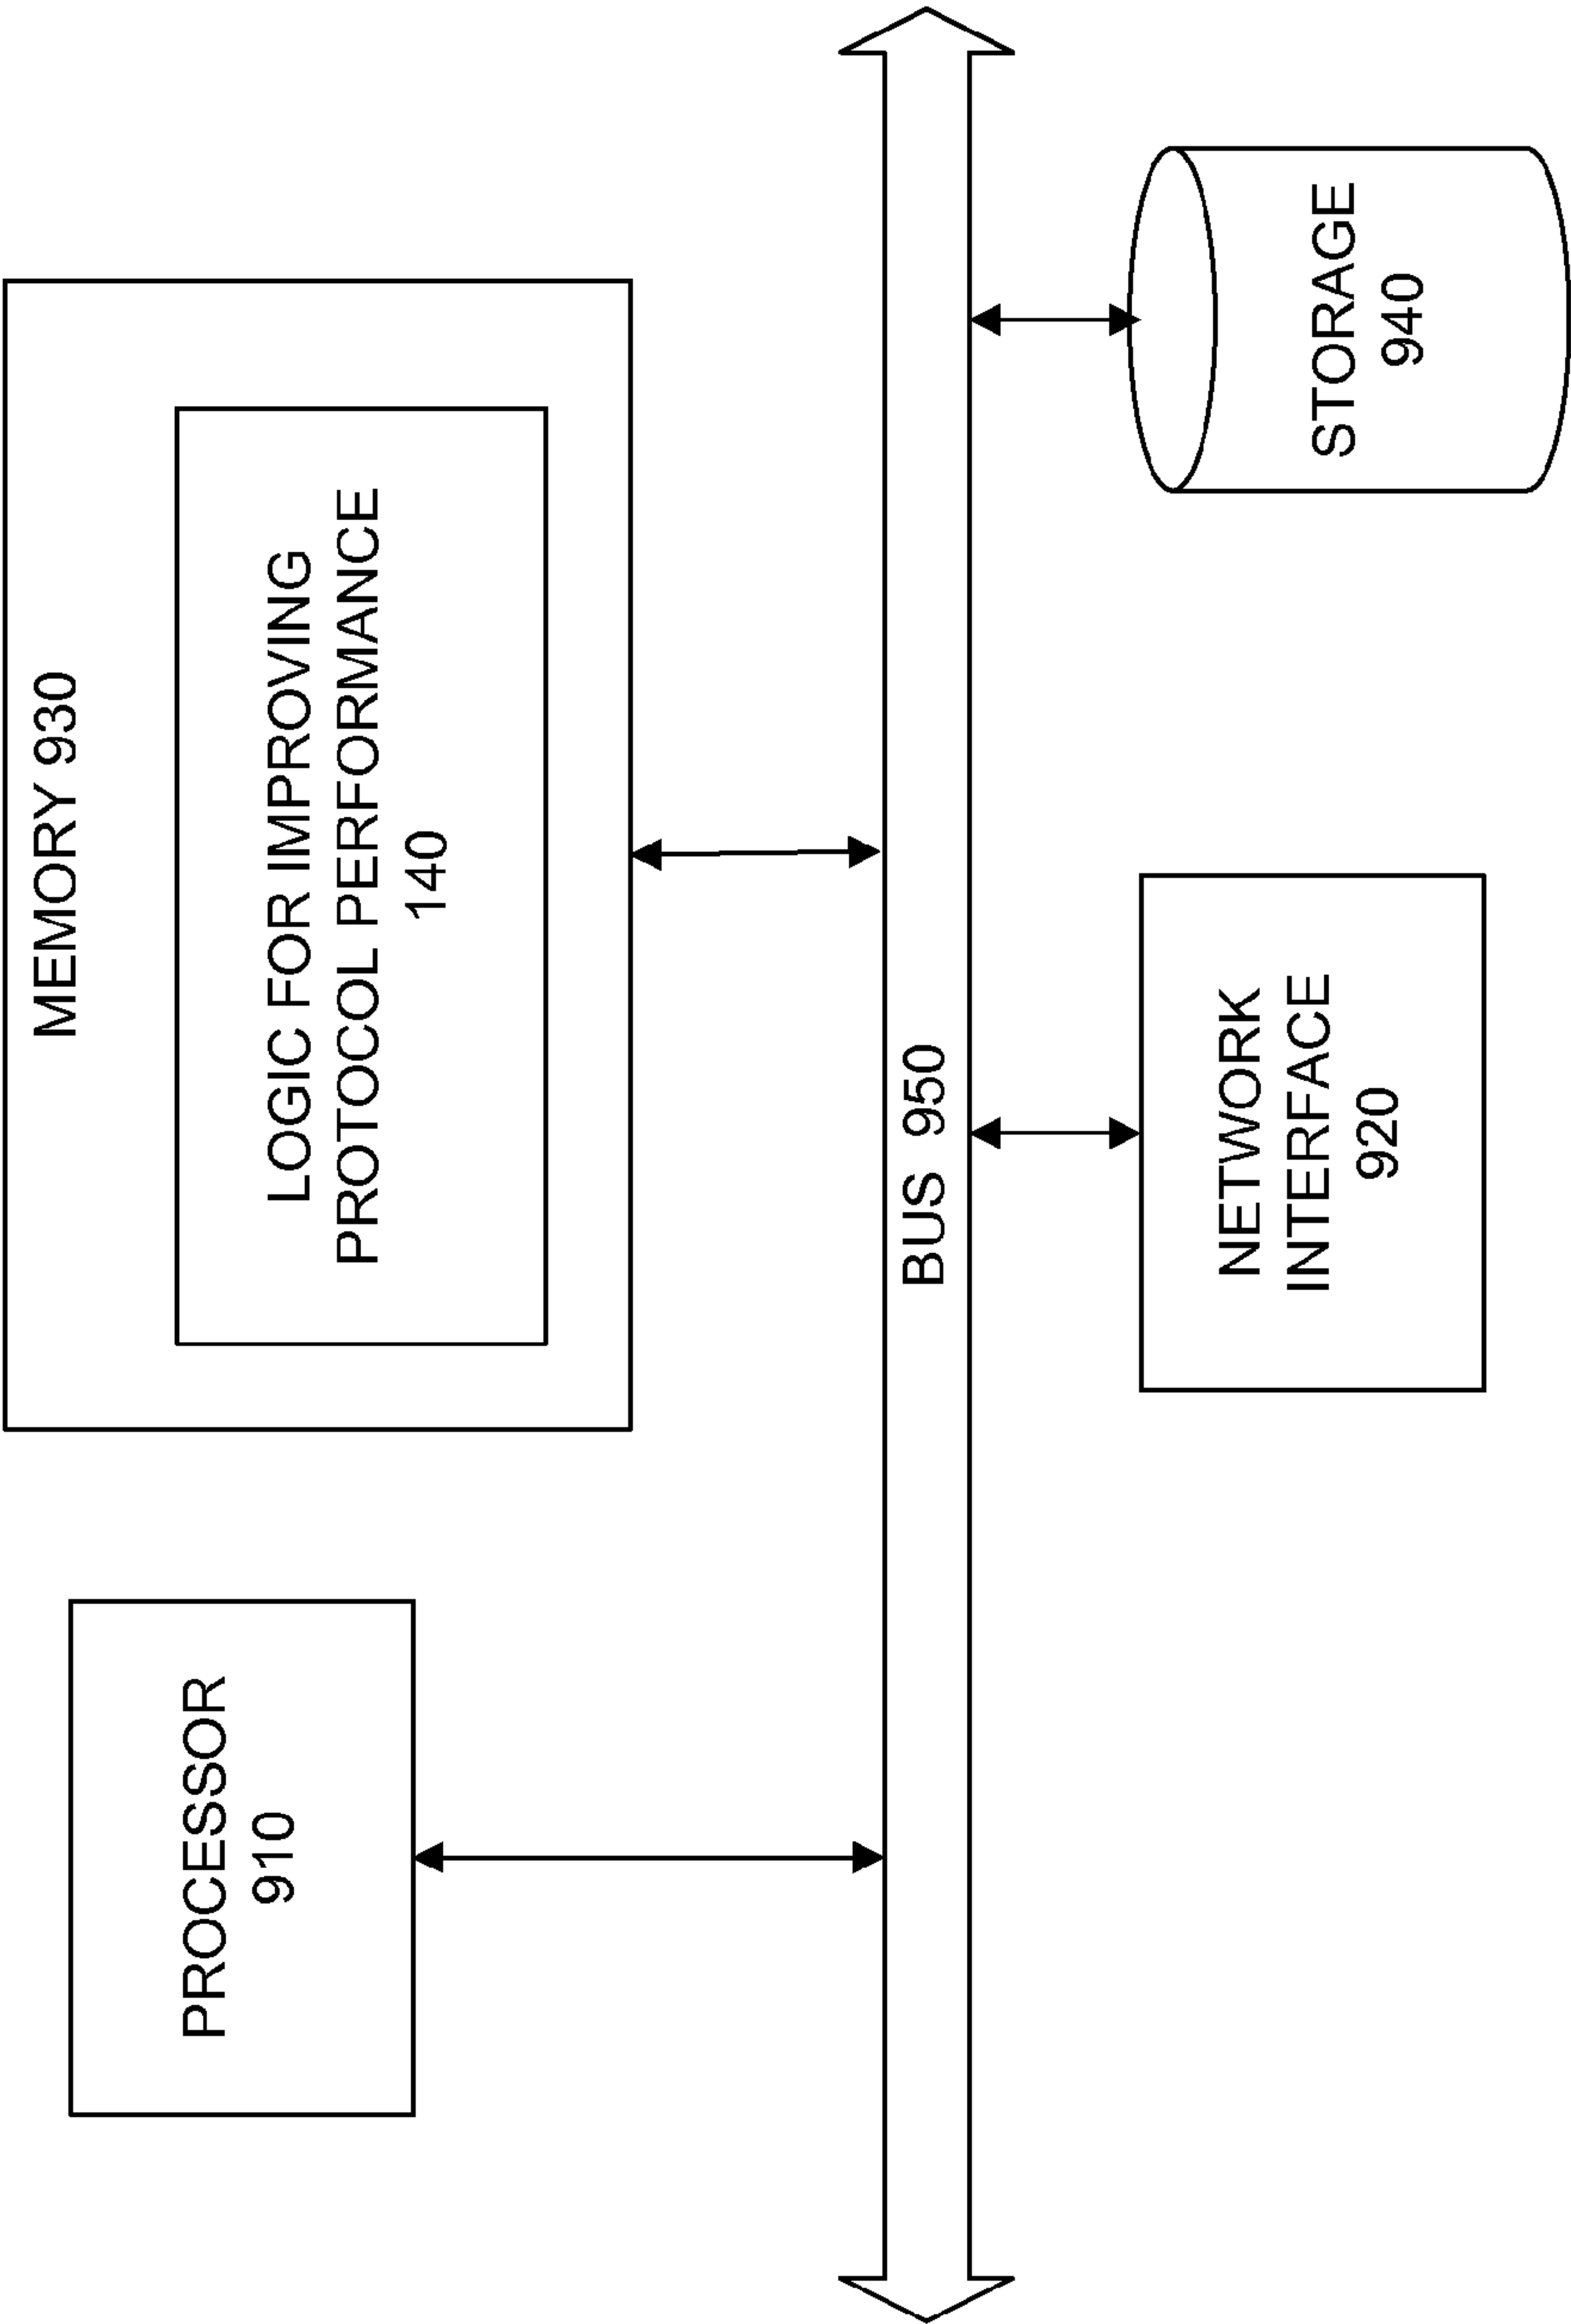 PROCESSOR
910
MEMORY 930
LOGIC FOR IMPROVING
PROTOCOL PERFORMANCE
140
BUS 950
NETWORK
INTERFACE
920
STORAGE
940